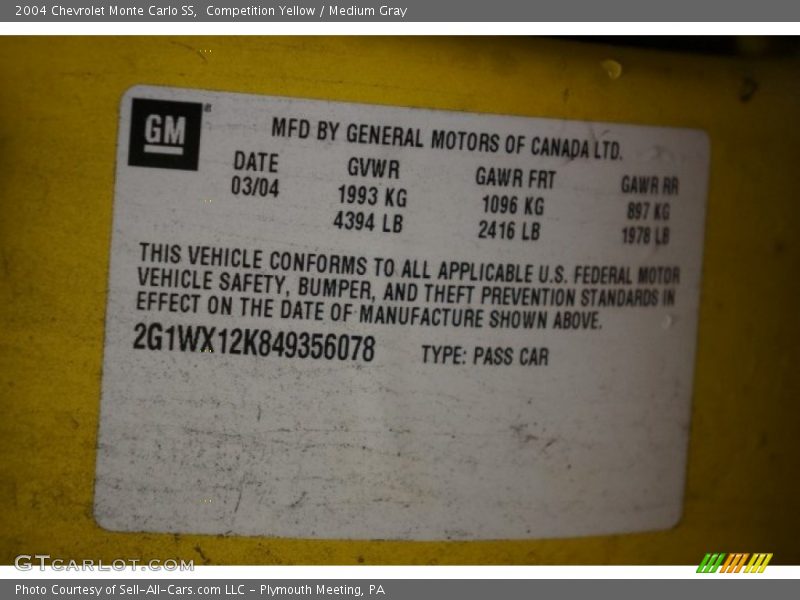 2004 Chevrolet Monte Carlo SS, Competition Yellow / Medium Gray
GM®
MFD BY GENERAL MOTORS OF CANADA LTD.
DATE GVWR GAWR FRT GAWR RR
03/04 1993 KG 1096 KG 897 KG
4394 LB 2416 LB 1978 LB
THIS VEHICLE CONFORMS TO ALL APPLICABLE U.S. FEDERAL MOTOR
VEHICLE SAFETY, BUMPER, AND THEFT PREVENTION STANDARDS IN
EFFECT ON THE DATE OF MANUFACTURE SHOWN ABOVE.
2G1WX12K849356078 TYPE: PASS CAR
GTcarlot.com
Photo Courtesy of Sell-All-Cars.com LLC - Plymouth Meeting, PA